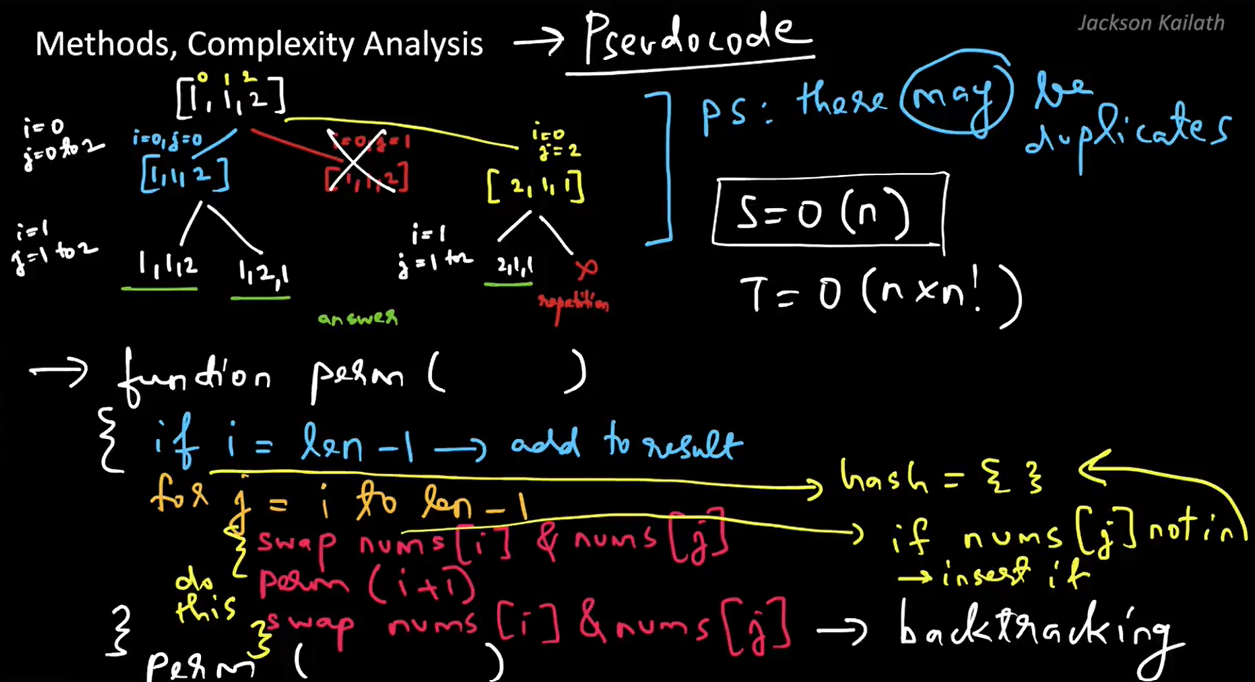 Jackson Kailath
Methods, Complexity Analysis → Pseudocode
0 1 2
[1, 1, 2]
i=0
j=0 to 2
i=0, j=0
[1, 1, 2]
i=0, j=1
[1, 1, 2]
i=0
j=2
[2, 1, 1]
PS: there may be
duplicates
S = O(n)
T = O(n × n!)
i=1
j=1 to 2
1, 1, 2
1, 2, 1
i=1
j=1 to 2
2, 1, 1
repetition
answer
→ function perm ( )
{ if i = len -1 → add to result
→ hash = { }
for j = i to len -1
→ if nums [j] not in
→ insert it
{ swap nums [i] & nums [j]
do
this
perm (i+1)
} swap nums [i] & nums [j] → backtracking
}
perm ( )